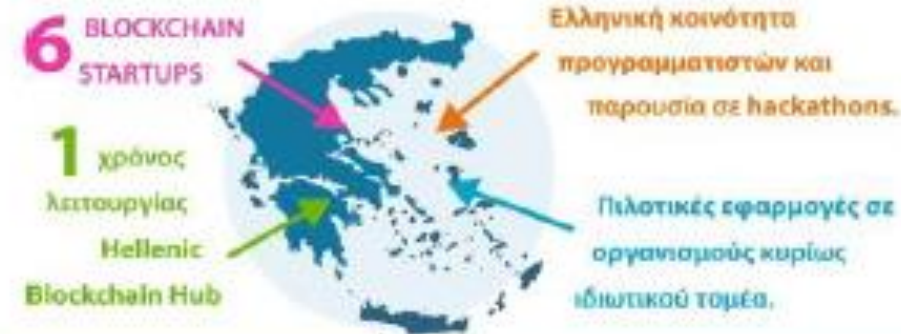 6 BLOCKCHAIN
STARTUPS
1 χρόνος
λειτουργίας
Hellenic
Blockchain Hub
Ελληνική κοινότητα
προγραμματιστών και
παρουσία σε hackathons.
Πιλοτικές εφαρμογές σε
οργανισμούς κυρίως
ιδιωτικού τομέα.